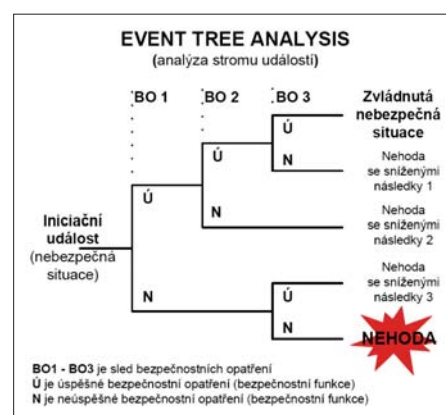 EVENT TREE ANALYSIS
(analýza stromu událostí)
BO 1 BO 2 BO 3
Zvládnutá
nebezpečná
situace
Ú
N
Nehoda
se sníženými
následky 1
Ú
N
Nehoda
se sníženými
následky 2
Ú
Iniciační
událost
(nebezpečná
situace)
N
Nehoda
se sníženými
následky 3
Ú
N
NEHODA
BO1 - BO3 je sled bezpečnostních opatření
Ú je úspěšné bezpečnostní opatření (bezpečnostní funkce)
N je neúspěšné bezpečnostní opatření (bezpečnostní funkce)